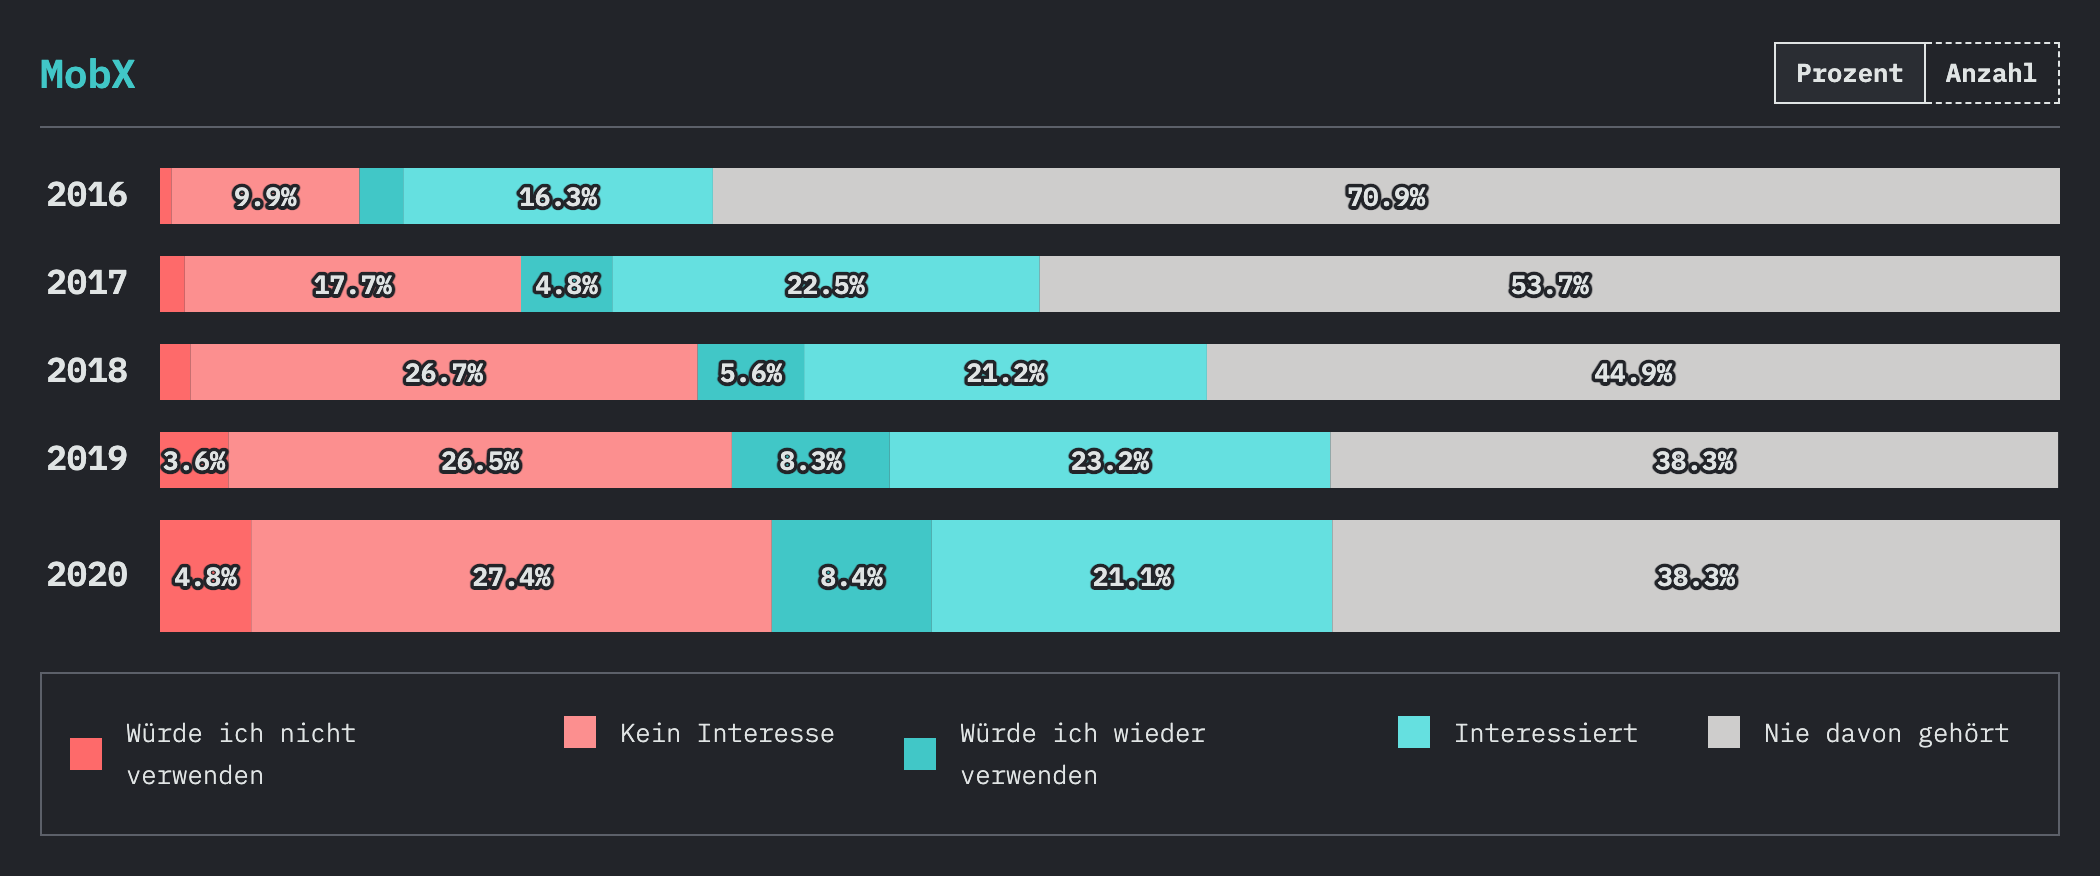 MobX
Prozent Anzahl
2016 9.9% 16.3% 70.9%
2017 17.7% 4.8% 22.5% 53.7%
2018 26.7% 5.6% 21.2% 44.9%
2019 3.6% 26.5% 8.3% 23.2% 38.3%
2020 4.8% 27.4% 8.4% 21.1% 38.3%
Würde ich nicht
verwenden
Kein Interesse
Würde ich wieder
verwenden
Interessiert
Nie davon gehört